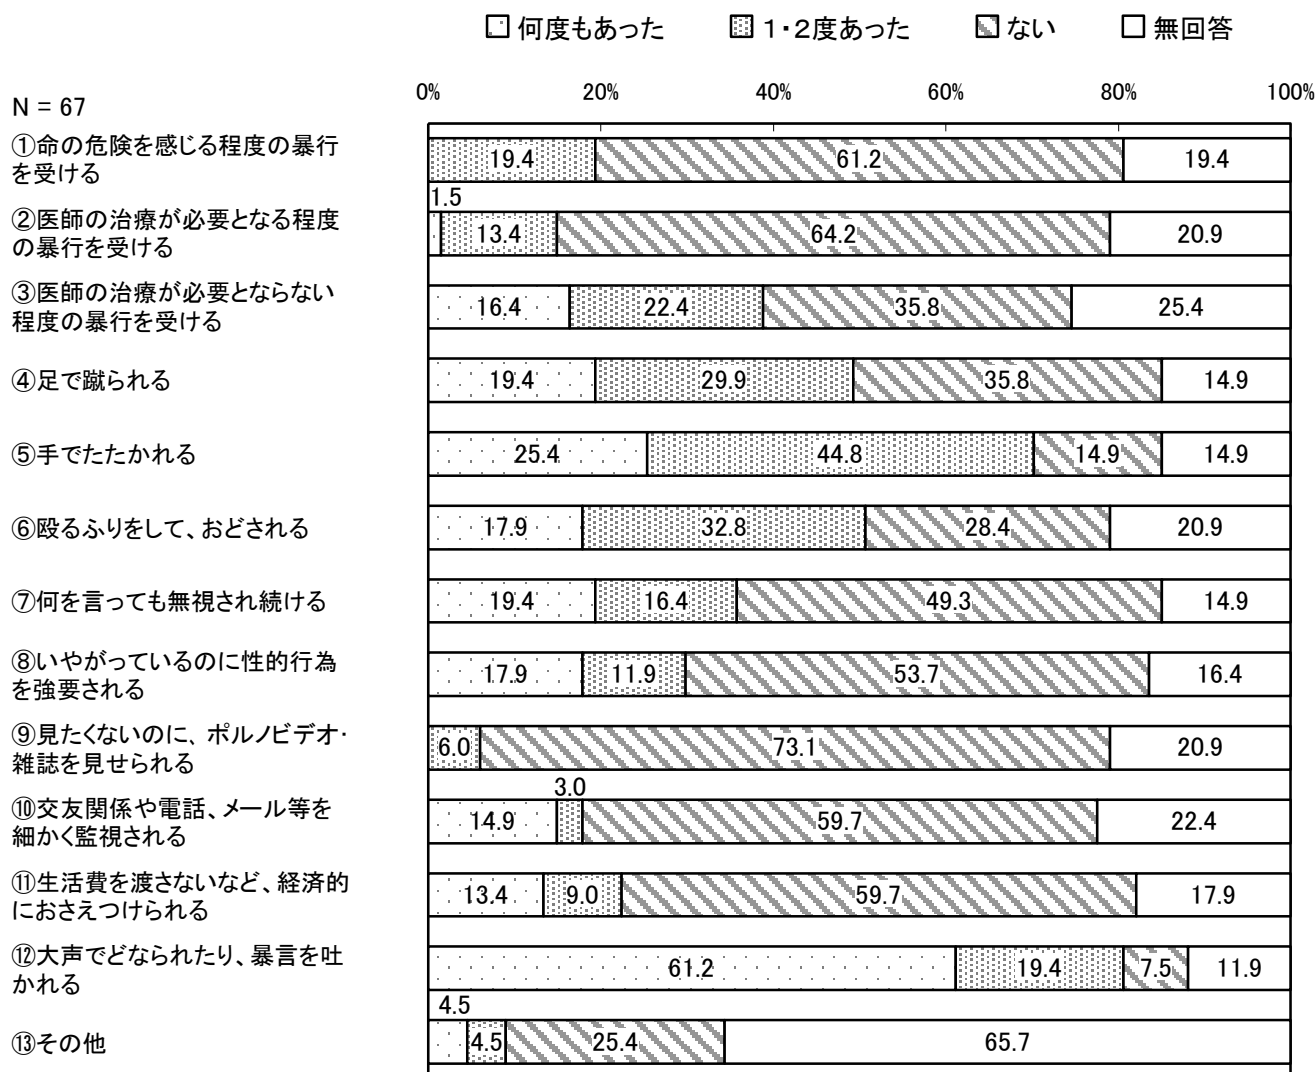 何度もあった 1・2度あった ない 無回答
N = 67
0% 20% 40% 60% 80% 100%
①命の危険を感じる程度の暴行
を受ける
19.4 61.2 19.4
1.5
②医師の治療が必要となる程度
の暴行を受ける
13.4 64.2 20.9
③医師の治療が必要とならない
程度の暴行を受ける
16.4 22.4 35.8 25.4
④足で蹴られる
19.4 29.9 35.8 14.9
⑤手でたたかれる
25.4 44.8 14.9 14.9
⑥殴るふりをして、おどされる
17.9 32.8 28.4 20.9
⑦何を言っても無視され続ける
19.4 16.4 49.3 14.9
⑧いやがっているのに性的行為
を強要される
17.9 11.9 53.7 16.4
⑨見たくないのに、ポルノビデオ・
雑誌を見せられる
6.0 73.1 20.9
3.0
⑩交友関係や電話、メール等を
細かく監視される
14.9 59.7 22.4
⑪生活費を渡さないなど、経済的
におさえつけられる
13.4 9.0 59.7 17.9
⑫大声でどなられたり、暴言を吐
かれる
61.2 19.4 7.5 11.9
4.5
⑬その他
4.5 25.4 65.7